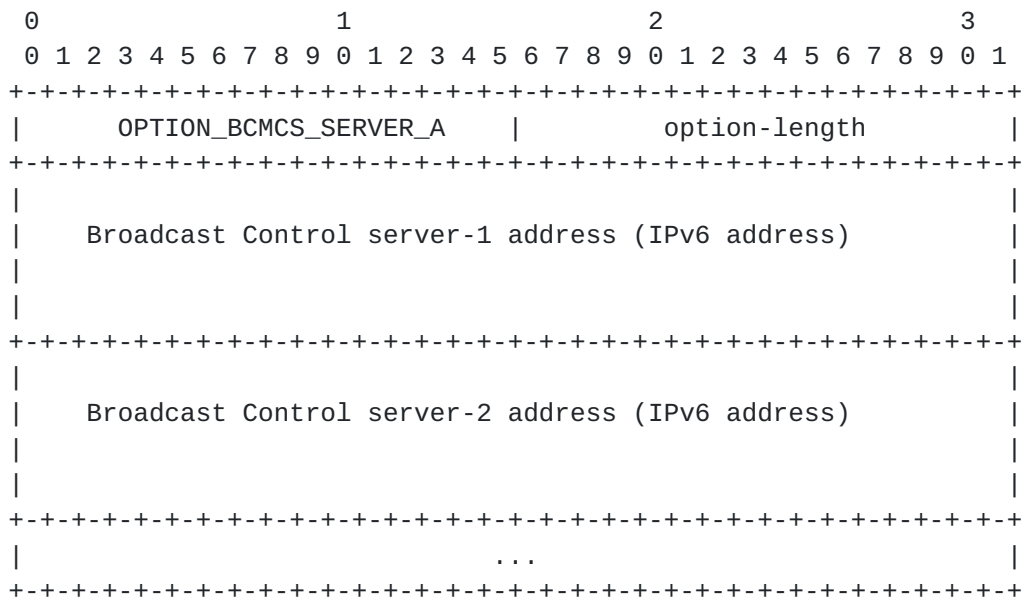 0                   1                   2                   3
 0 1 2 3 4 5 6 7 8 9 0 1 2 3 4 5 6 7 8 9 0 1 2 3 4 5 6 7 8 9 0 1
+-+-+-+-+-+-+-+-+-+-+-+-+-+-+-+-+-+-+-+-+-+-+-+-+-+-+-+-+-+-+-+-+
|      OPTION_BCMCS_SERVER_A    |         option-length         |
+-+-+-+-+-+-+-+-+-+-+-+-+-+-+-+-+-+-+-+-+-+-+-+-+-+-+-+-+-+-+-+-+
|                                                               |
|    Broadcast Control server-1 address (IPv6 address)          |
|                                                               |
|                                                               |
+-+-+-+-+-+-+-+-+-+-+-+-+-+-+-+-+-+-+-+-+-+-+-+-+-+-+-+-+-+-+-+-+
|                                                               |
|    Broadcast Control server-2 address (IPv6 address)          |
|                                                               |
|                                                               |
+-+-+-+-+-+-+-+-+-+-+-+-+-+-+-+-+-+-+-+-+-+-+-+-+-+-+-+-+-+-+-+-+
|                              ...                              |
+-+-+-+-+-+-+-+-+-+-+-+-+-+-+-+-+-+-+-+-+-+-+-+-+-+-+-+-+-+-+-+-+